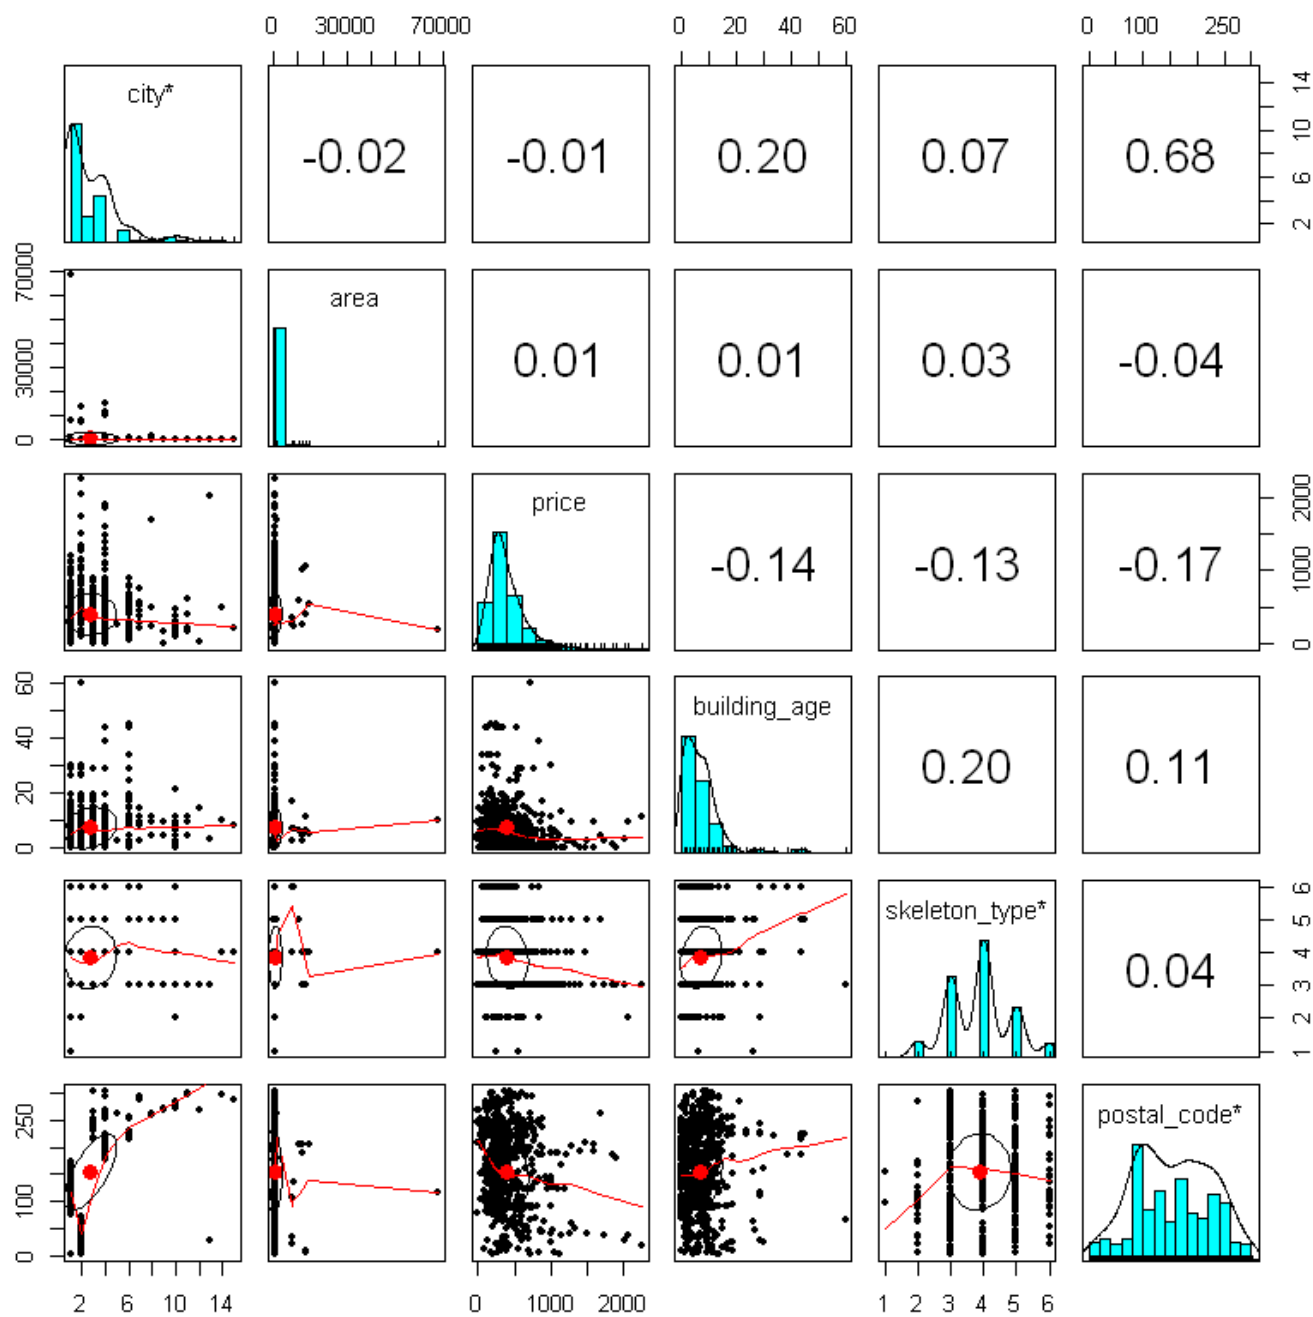 0 30000 70000 0 20 40 60 0 100 250
city* -0.02 -0.01 0.20 0.07 0.68
2 6 10 14
0 30000 70000
area 0.01 0.01 0.03 -0.04
price -0.14 -0.13 -0.17
0 1000 2000
0 20 40 60
building_age 0.20 0.11
skeleton_type* 0.04
1 2 3 4 5 6
0 100 250
postal_code*
2 6 10 14 0 1000 2000 1 2 3 4 5 6